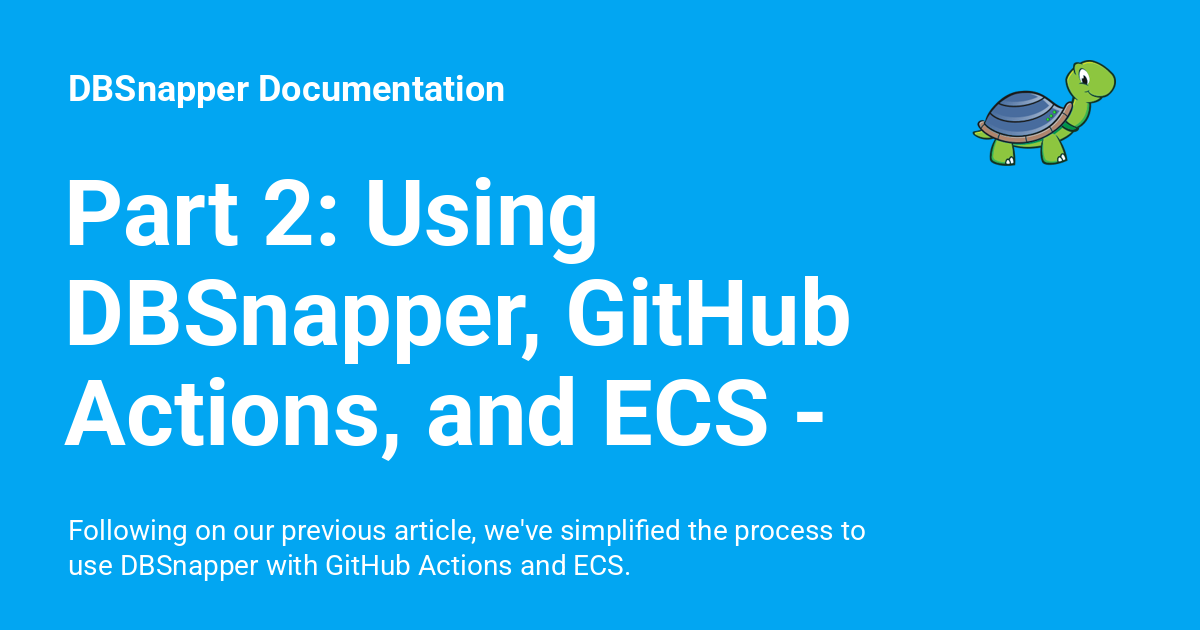 DBSnapper Documentation
Part 2: Using
DBSnapper, GitHub
Actions, and ECS -
Following on our previous article, we've simplified the process to
use DBSnapper with GitHub Actions and ECS.